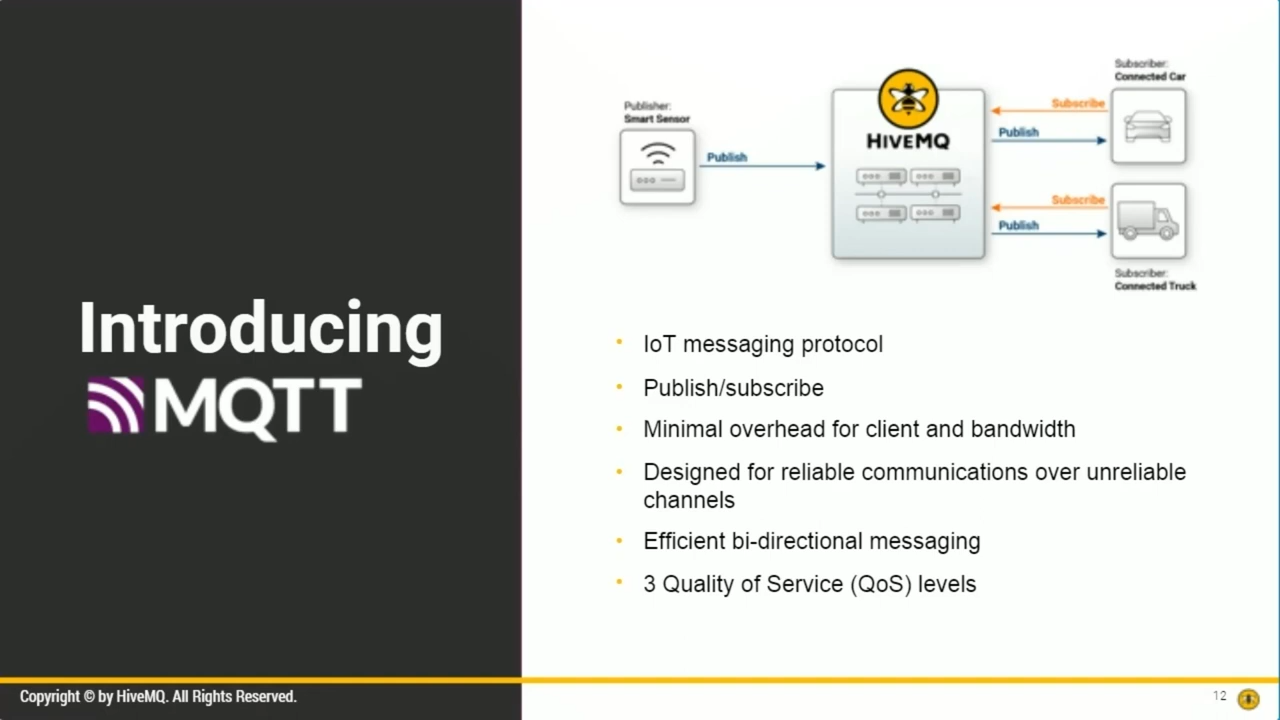 Introducing
MQTT
Publisher:
Smart Sensor
Publish
HIVEMQ
Subscriber:
Connected Car
Subscribe
Publish
Subscribe
Publish
Subscriber:
Connected Truck
• IoT messaging protocol
• Publish/subscribe
• Minimal overhead for client and bandwidth
• Designed for reliable communications over unreliable
channels
• Efficient bi-directional messaging
• 3 Quality of Service (QoS) levels
Copyright © by HiveMQ. All Rights Reserved.
12